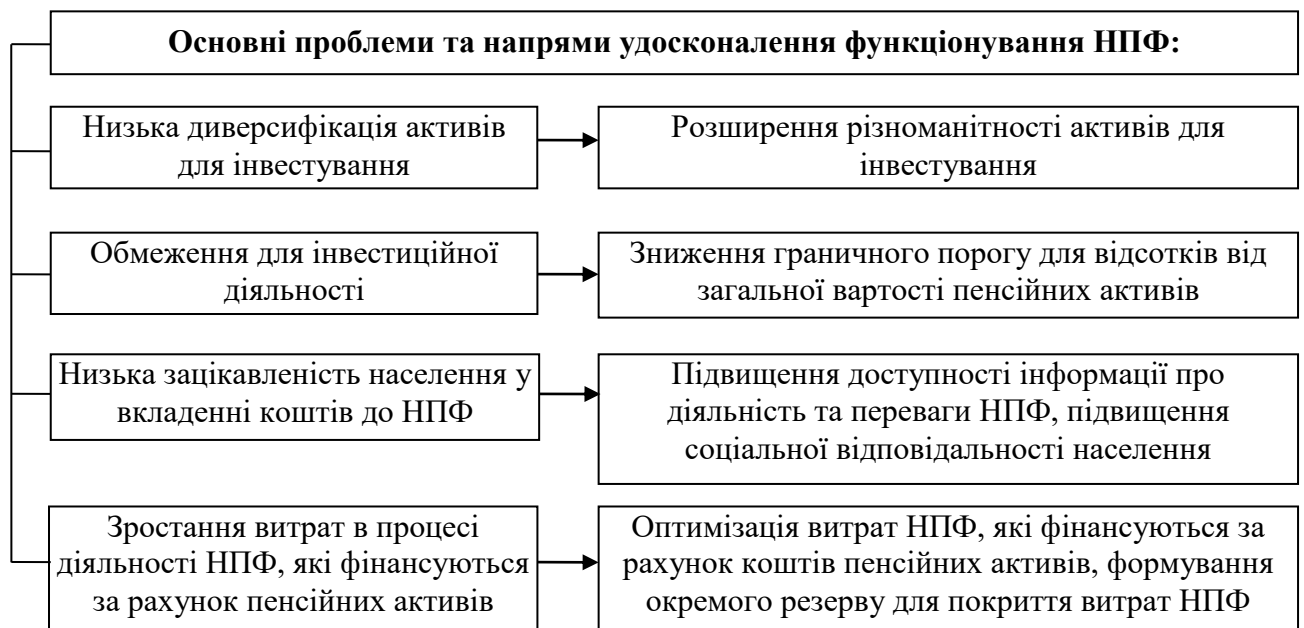 Основні проблеми та напрями удосконалення функціонування НПФ:
Низька диверсифікація активів
для інвестування
Розширення різноманітності активів для
інвестування
Обмеження для інвестиційної
діяльності
Зниження граничного порогу для відсотків від
загальної вартості пенсійних активів
Низька зацікавленість населення у
вкладенні коштів до НПФ
Підвищення доступності інформації про
діяльність та переваги НПФ, підвищення
соціальної відповідальності населення
Зростання витрат в процесі
діяльності НПФ, які фінансуються
за рахунок пенсійних активів
Оптимізація витрат НПФ, які фінансуються за
рахунок коштів пенсійних активів, формування
окремого резерву для покриття витрат НПФ